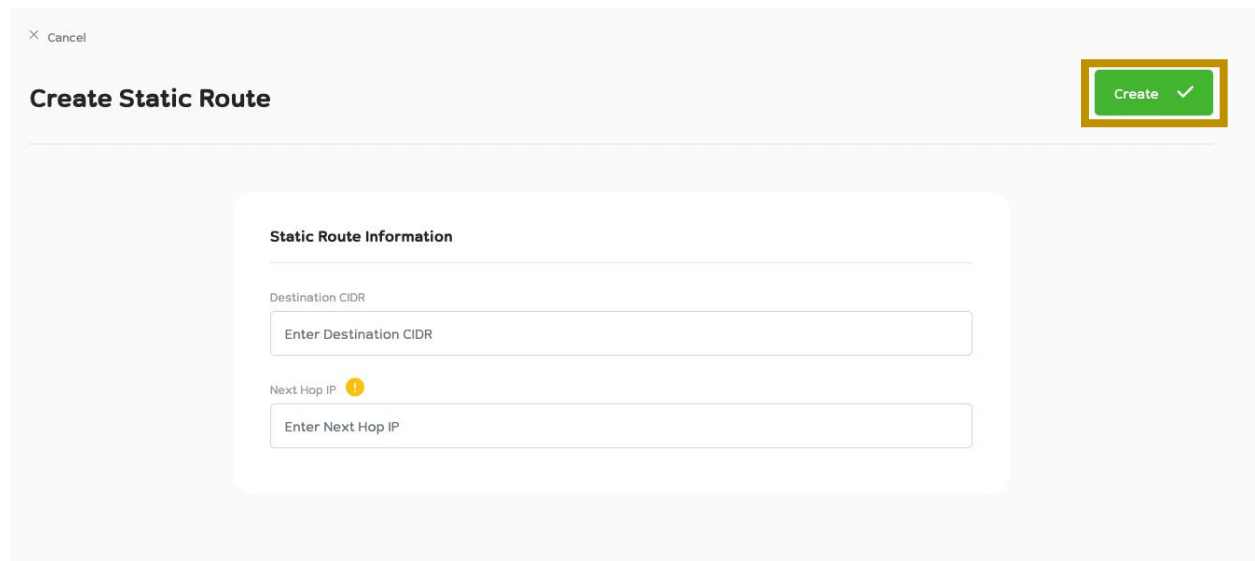 Cancel
Create Static Route
Create
Static Route Information
Destination CIDR
Enter Destination CIDR
Next Hop IP
Enter Next Hop IP